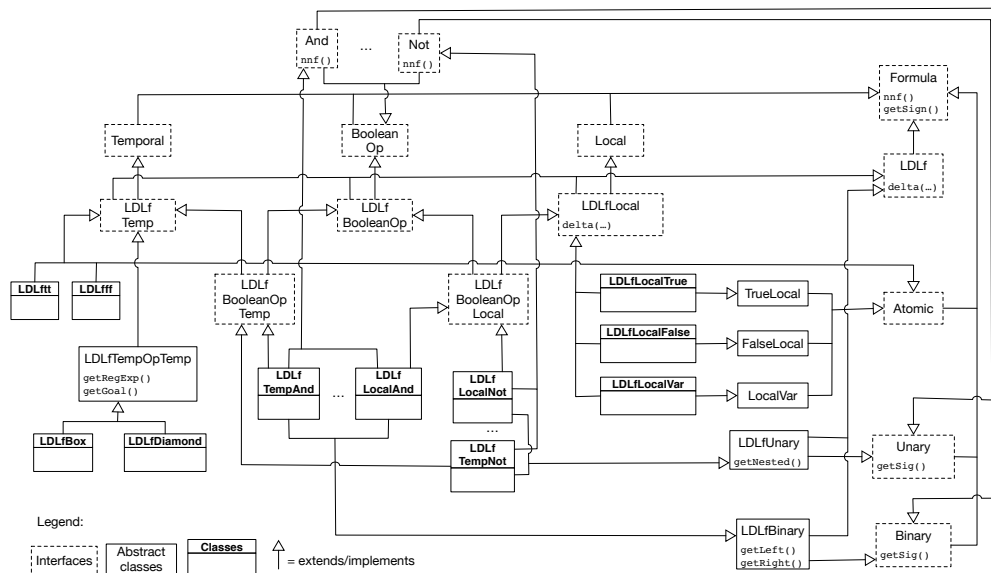 And
nnf()
...
Not
nnf()
Formula
nnf()
getSign()
Temporal
Boolean
Op
Local
LDLf
delta(…)
LDLf
Temp
LDLf
BooleanOp
LDLfLocal
delta(…)
LDLftt
LDLfff
LDLf
BooleanOp
Temp
LDLf
BooleanOp
Local
LDLfLocalTrue
TrueLocal
Atomic
LDLfLocalFalse
FalseLocal
LDLfTempOpTemp
getRegExp()
getGoal()
LDLf
TempAnd
...
LDLf
LocalAnd
LDLf
LocalNot
LDLfLocalVar
LocalVar
...
LDLfBox
LDLfDiamond
LDLf
TempNot
LDLfUnary
getNested()
Unary
getSig()
Legend:
Interfaces
Abstract
classes
Classes
= extends/implements
LDLfBinary
getLeft()
getRight()
Binary
getSig()